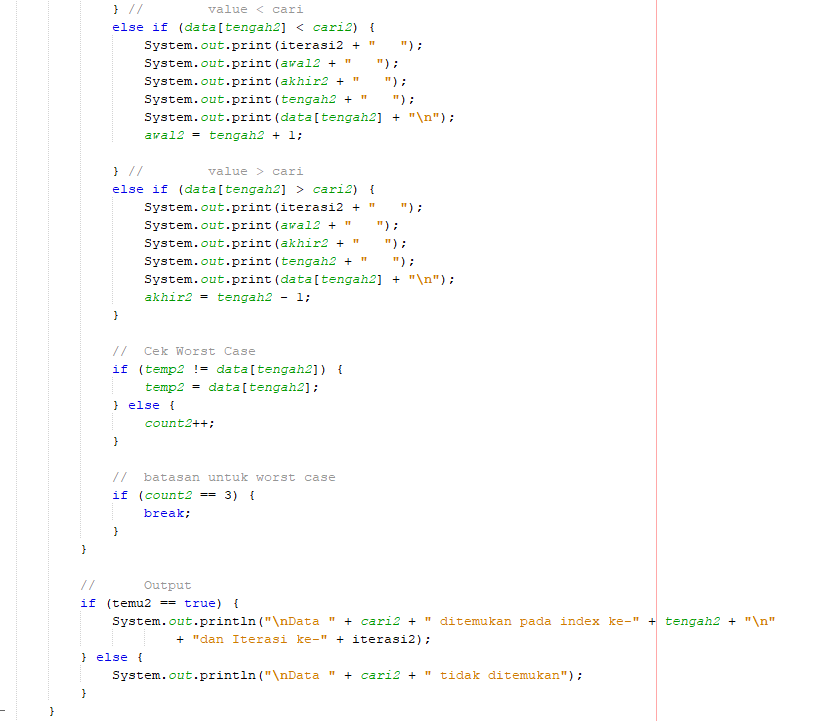 } //        value < cari
else if (data[tengah2] < cari2) {
    System.out.print(iterasi2 + "   ");
    System.out.print(awal2 + "   ");
    System.out.print(akhir2 + "   ");
    System.out.print(tengah2 + "   ");
    System.out.print(data[tengah2] + "\n");
    awal2 = tengah2 + 1;

} //        value > cari
else if (data[tengah2] > cari2) {
    System.out.print(iterasi2 + "   ");
    System.out.print(awal2 + "   ");
    System.out.print(akhir2 + "   ");
    System.out.print(tengah2 + "   ");
    System.out.print(data[tengah2] + "\n");
    akhir2 = tengah2 - 1;
}

//  Cek Worst Case
if (temp2 != data[tengah2]) {
    temp2 = data[tengah2];
} else {
    count2++;
}

//  batasan untuk worst case
if (count2 == 3) {
    break;
}
}

//      Output
if (temu2 == true) {
    System.out.println("\nData " + cari2 + " ditemukan pada index ke-" + tengah2 + "\n"
            + "dan Iterasi ke-" + iterasi2);
} else {
    System.out.println("\nData " + cari2 + " tidak ditemukan");
}
}